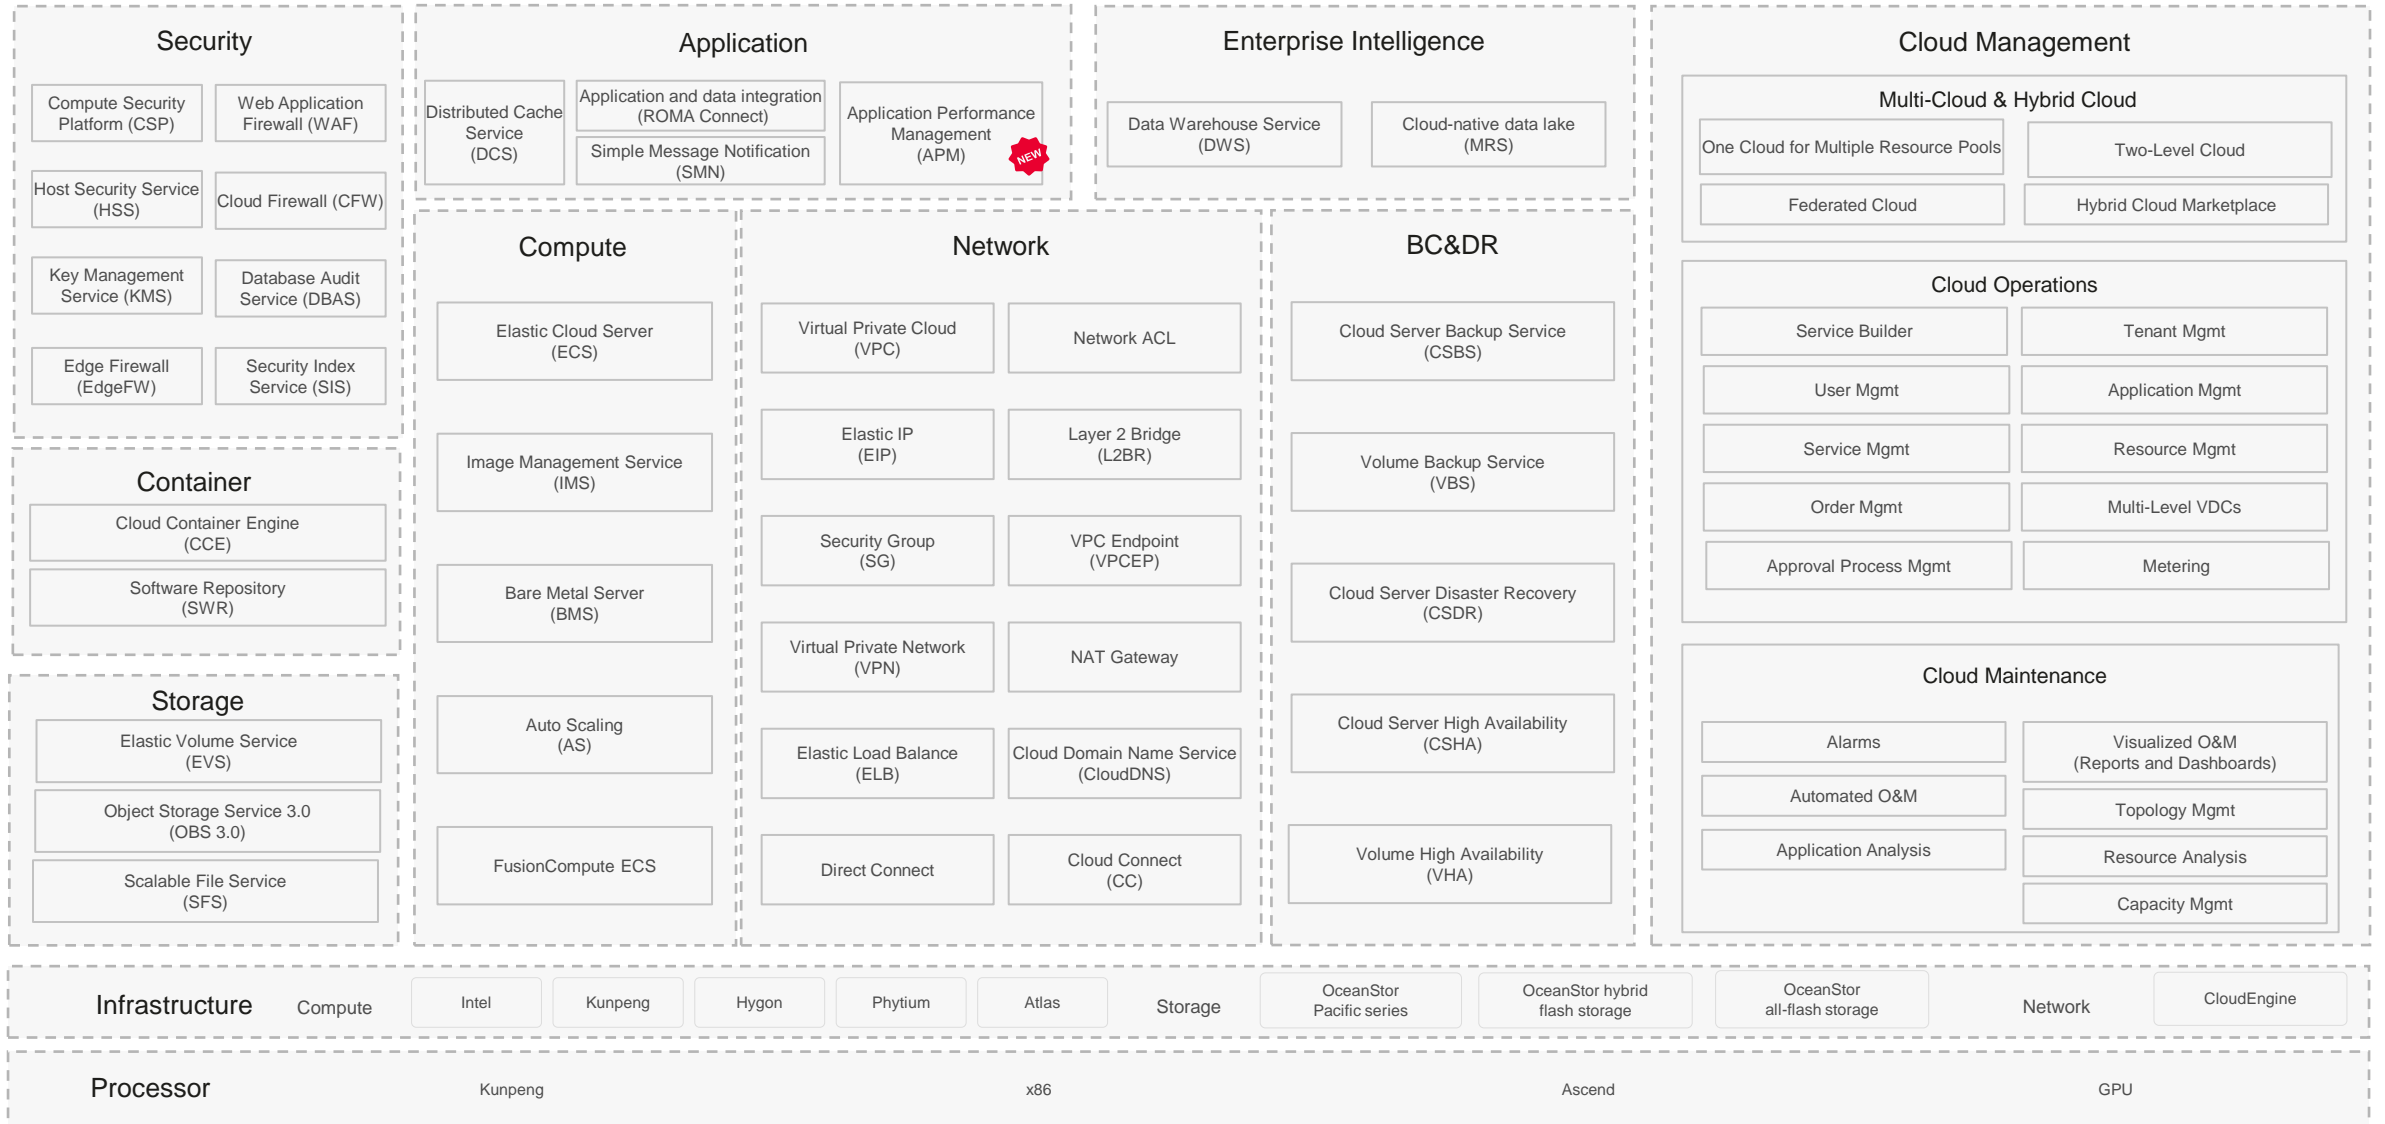 Security
Compute Security
Platform (CSP)
Web Application
Firewall (WAF)
Host Security Service
(HSS)
Cloud Firewall (CFW)
Key Management
Service (KMS)
Database Audit
Service (DBAS)
Edge Firewall
(EdgeFW)
Security Index
Service (SIS)
Container
Cloud Container Engine
(CCE)
Software Repository
(SWR)
Storage
Elastic Volume Service
(EVS)
Object Storage Service 3.0
(OBS 3.0)
Scalable File Service
(SFS)
Application
Distributed Cache
Service
(DCS)
Application and data integration
(ROMA Connect)
Simple Message Notification
(SMN)
Application Performance
Management
(APM)
NEW
Enterprise Intelligence
Data Warehouse Service
(DWS)
Cloud-native data lake
(MRS)
Compute
Elastic Cloud Server
(ECS)
Image Management Service
(IMS)
Bare Metal Server
(BMS)
Auto Scaling
(AS)
FusionCompute ECS
Network
Virtual Private Cloud
(VPC)
Network ACL
Elastic IP
(EIP)
Layer 2 Bridge
(L2BR)
Security Group
(SG)
VPC Endpoint
(VPCEP)
Virtual Private Network
(VPN)
NAT Gateway
Elastic Load Balance
(ELB)
Cloud Domain Name Service
(CloudDNS)
Direct Connect
Cloud Connect
(CC)
BC&DR
Cloud Server Backup Service
(CSBS)
Volume Backup Service
(VBS)
Cloud Server Disaster Recovery
(CSDR)
Cloud Server High Availability
(CSHA)
Volume High Availability
(VHA)
Cloud Management
Multi-Cloud & Hybrid Cloud
One Cloud for Multiple Resource Pools
Two-Level Cloud
Federated Cloud
Hybrid Cloud Marketplace
Cloud Operations
Service Builder
Tenant Mgmt
User Mgmt
Application Mgmt
Service Mgmt
Resource Mgmt
Order Mgmt
Multi-Level VDCs
Approval Process Mgmt
Metering
Cloud Maintenance
Alarms
Automated O&M
Application Analysis
Visualized O&M
(Reports and Dashboards)
Topology Mgmt
Resource Analysis
Capacity Mgmt
Infrastructure
Compute
Intel
Kunpeng
Hygon
Phytium
Atlas
Storage
OceanStor
Pacific series
OceanStor hybrid
flash storage
OceanStor
all-flash storage
Network
CloudEngine
Processor
Kunpeng
x86
Ascend
GPU